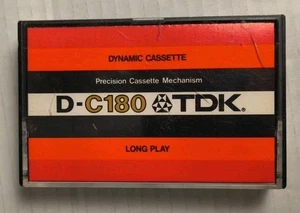 DYNAMIC CASSETTE
Precision Cassette Mechanism
D-C180 TDK®
LONG PLAY